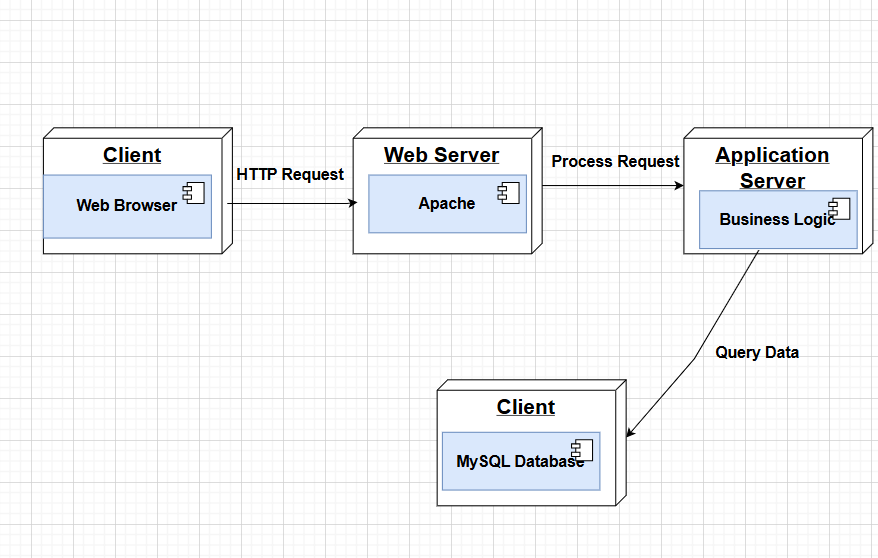 Client
Web Browser
HTTP Request
Web Server
Apache
Process Request
Application
Server
Business Logic
Query Data
Client
MySQL Database